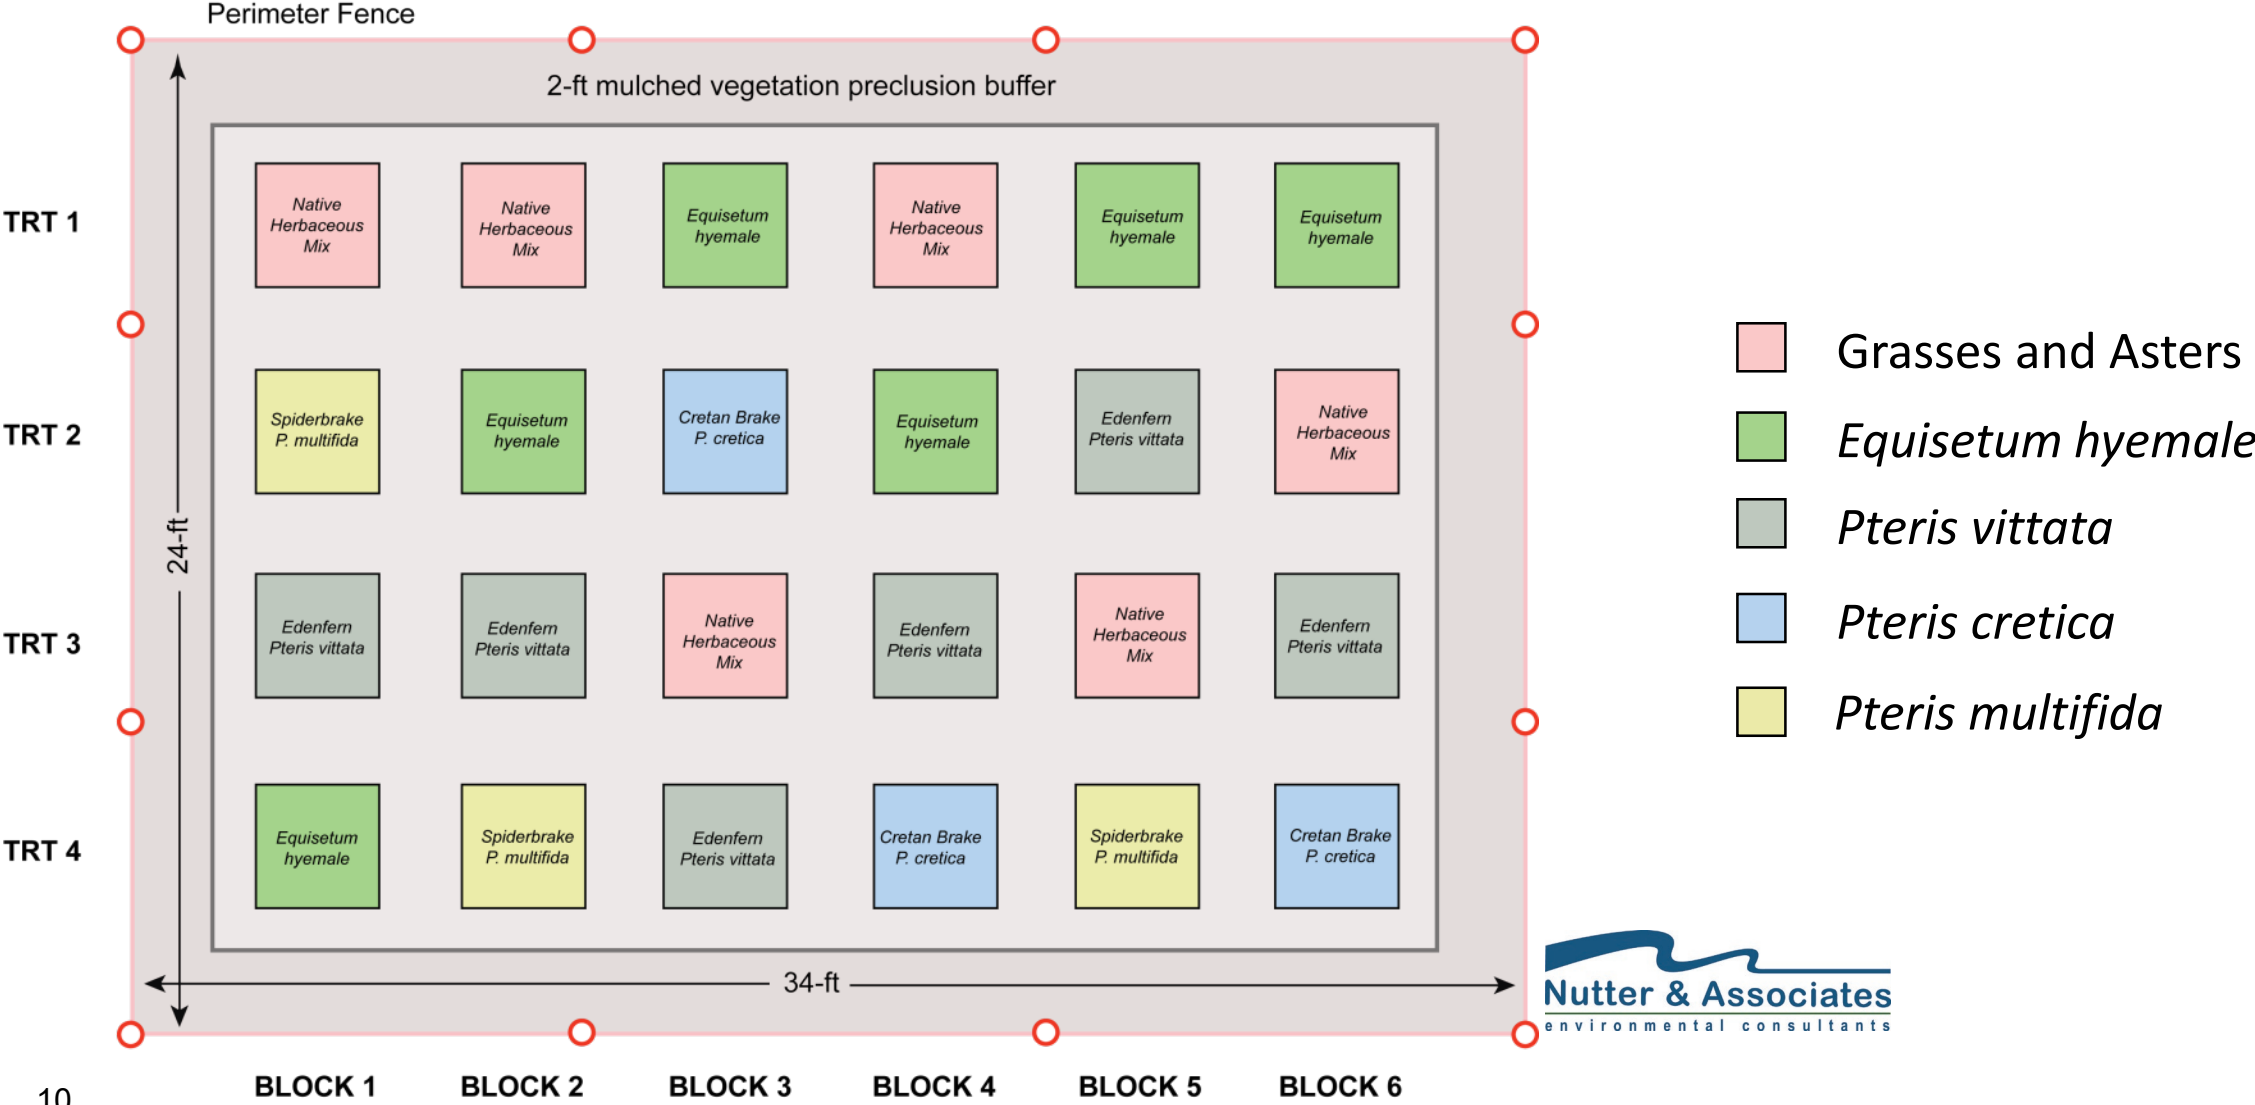 Perimeter Fence
2-ft mulched vegetation preclusion buffer
TRT 1
Native
Herbaceous
Mix
Native
Herbaceous
Mix
Equisetum
hyemale
Native
Herbaceous
Mix
Equisetum
hyemale
Equisetum
hyemale
TRT 2
Spiderbrake
P. multifida
Equisetum
hyemale
Cretan Brake
P. cretica
Equisetum
hyemale
Edenfern
Pteris vittata
Native
Herbaceous
Mix
24-ft
TRT 3
Edenfern
Pteris vittata
Edenfern
Pteris vittata
Native
Herbaceous
Mix
Edenfern
Pteris vittata
Native
Herbaceous
Mix
Edenfern
Pteris vittata
TRT 4
Equisetum
hyemale
Spiderbrake
P. multifida
Edenfern
Pteris vittata
Cretan Brake
P. cretica
Spiderbrake
P. multifida
Cretan Brake
P. cretica
34-ft
BLOCK 1
BLOCK 2
BLOCK 3
BLOCK 4
BLOCK 5
BLOCK 6
Grasses and Asters
Equisetum hyemale
Pteris vittata
Pteris cretica
Pteris multifida
Nutter & Associates
environmental consultants
10